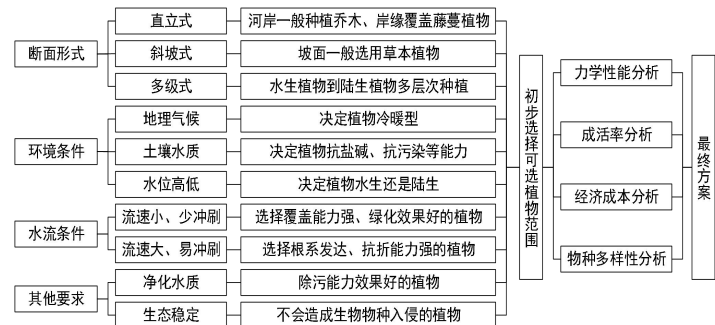 断面形式
直立式
河岸一般种植乔木、岸缘覆盖藤蔓植物
斜坡式
坡面一般选用草本植物
多级式
水生植物到陆生植物多层次种植
环境条件
地理气候
决定植物冷暖型
土壤水质
决定植物抗盐碱、抗污染等能力
水位高低
决定植物水生还是陆生
水流条件
流速小、少冲刷
选择覆盖能力强、绿化效果好的植物
流速大、易冲刷
选择根系发达、抗折能力强的植物
其他要求
净化水质
除污能力效果好的植物
生态稳定
不会造成生物物种入侵的植物
初步选择可选植物范围
力学性能分析
成活率分析
经济成本分析
物种多样性分析
最终方案